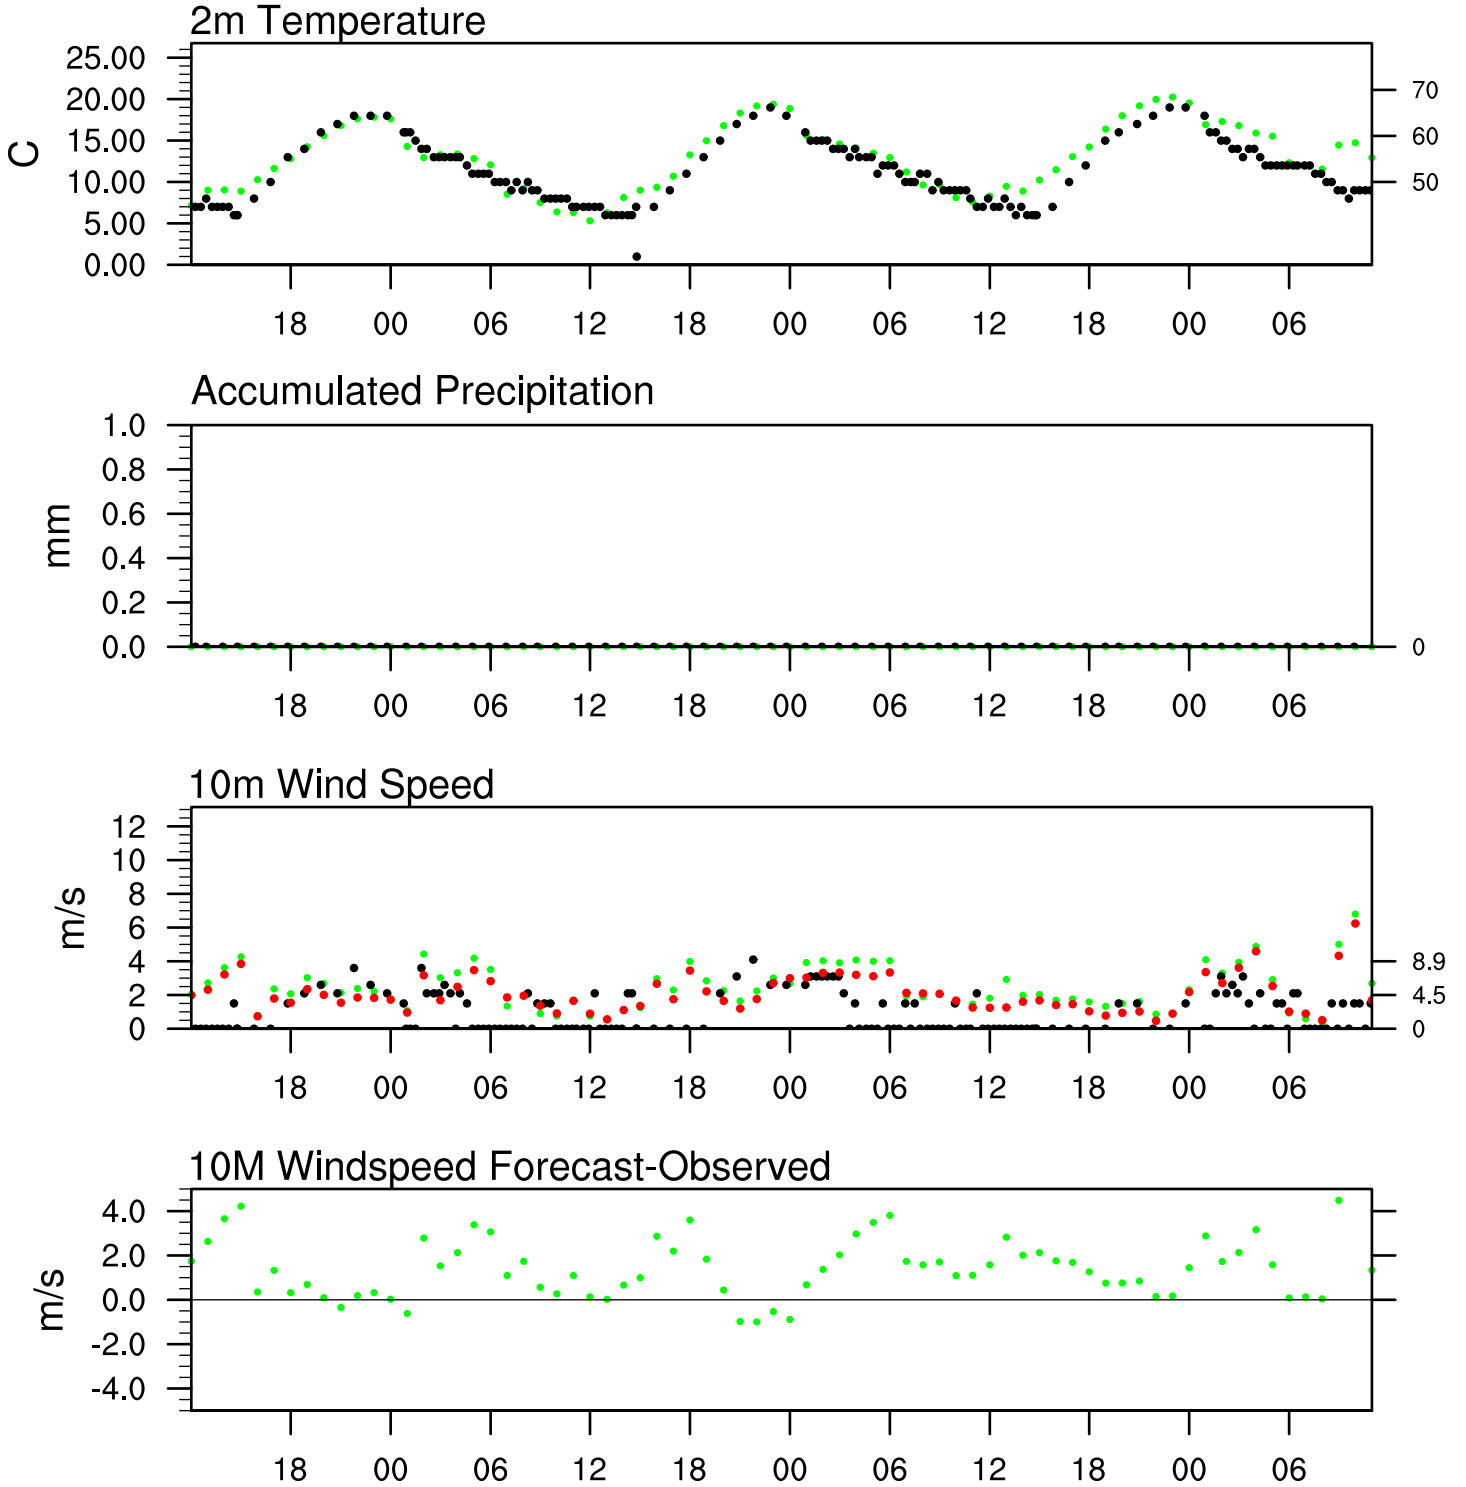 2m Temperature
25.00
20.00
15.00
10.00
5.00
0.00
C
70
60
50
18 00 06 12 18 00 06 12 18 00 06
Accumulated Precipitation
1.0
0.8
0.6
0.4
0.2
0.0
mm
0
18 00 06 12 18 00 06 12 18 00 06
10m Wind Speed
12
10
8
6
4
2
0
m/s
8.9
4.5
0
18 00 06 12 18 00 06 12 18 00 06
10M Windspeed Forecast-Observed
4.0
2.0
0.0
-2.0
-4.0
m/s
18 00 06 12 18 00 06 12 18 00 06